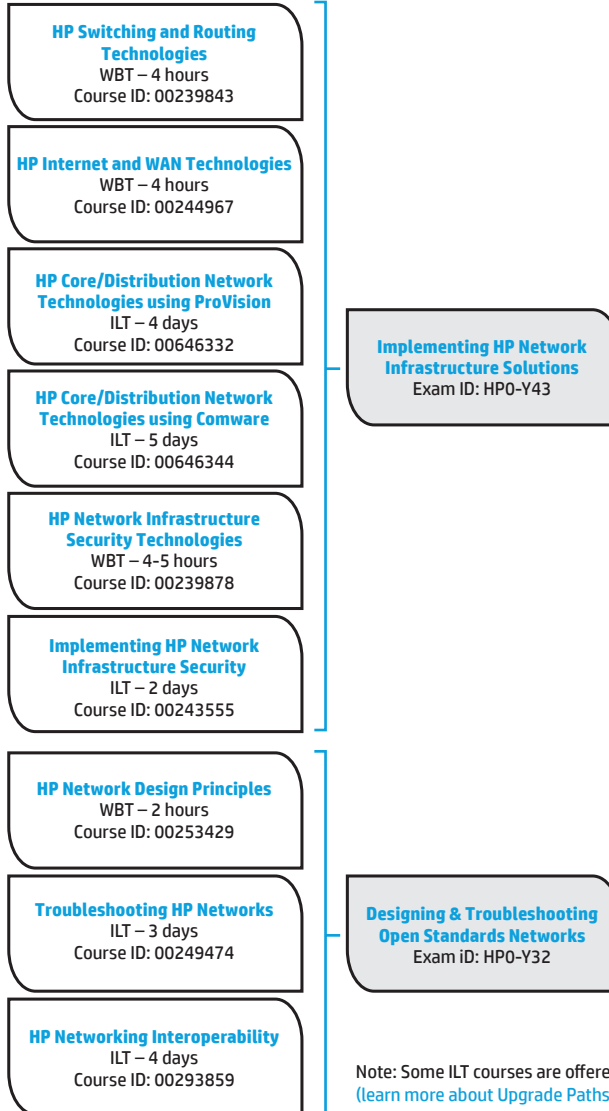 HP Switching and Routing
Technologies
WBT – 4 hours
Course ID: 00239843
HP Internet and WAN Technologies
WBT – 4 hours
Course ID: 00244967
HP Core/Distribution Network
Technologies using ProVision
ILT – 4 days
Course ID: 00646332
HP Core/Distribution Network
Technologies using Comware
ILT – 5 days
Course ID: 00646344
HP Network Infrastructure
Security Technologies
WBT – 4-5 hours
Course ID: 00239878
Implementing HP Network
Infrastructure Security
ILT – 2 days
Course ID: 00243555
Implementing HP Network
Infrastructure Solutions
Exam ID: HP0-Y43
HP Network Design Principles
WBT – 2 hours
Course ID: 00253429
Troubleshooting HP Networks
ILT – 3 days
Course ID: 00249474
HP Networking Interoperability
ILT – 4 days
Course ID: 00293859
Designing & Troubleshooting
Open Standards Networks
Exam iD: HP0-Y32
Note: Some ILT courses are offere
(learn more about Upgrade Paths